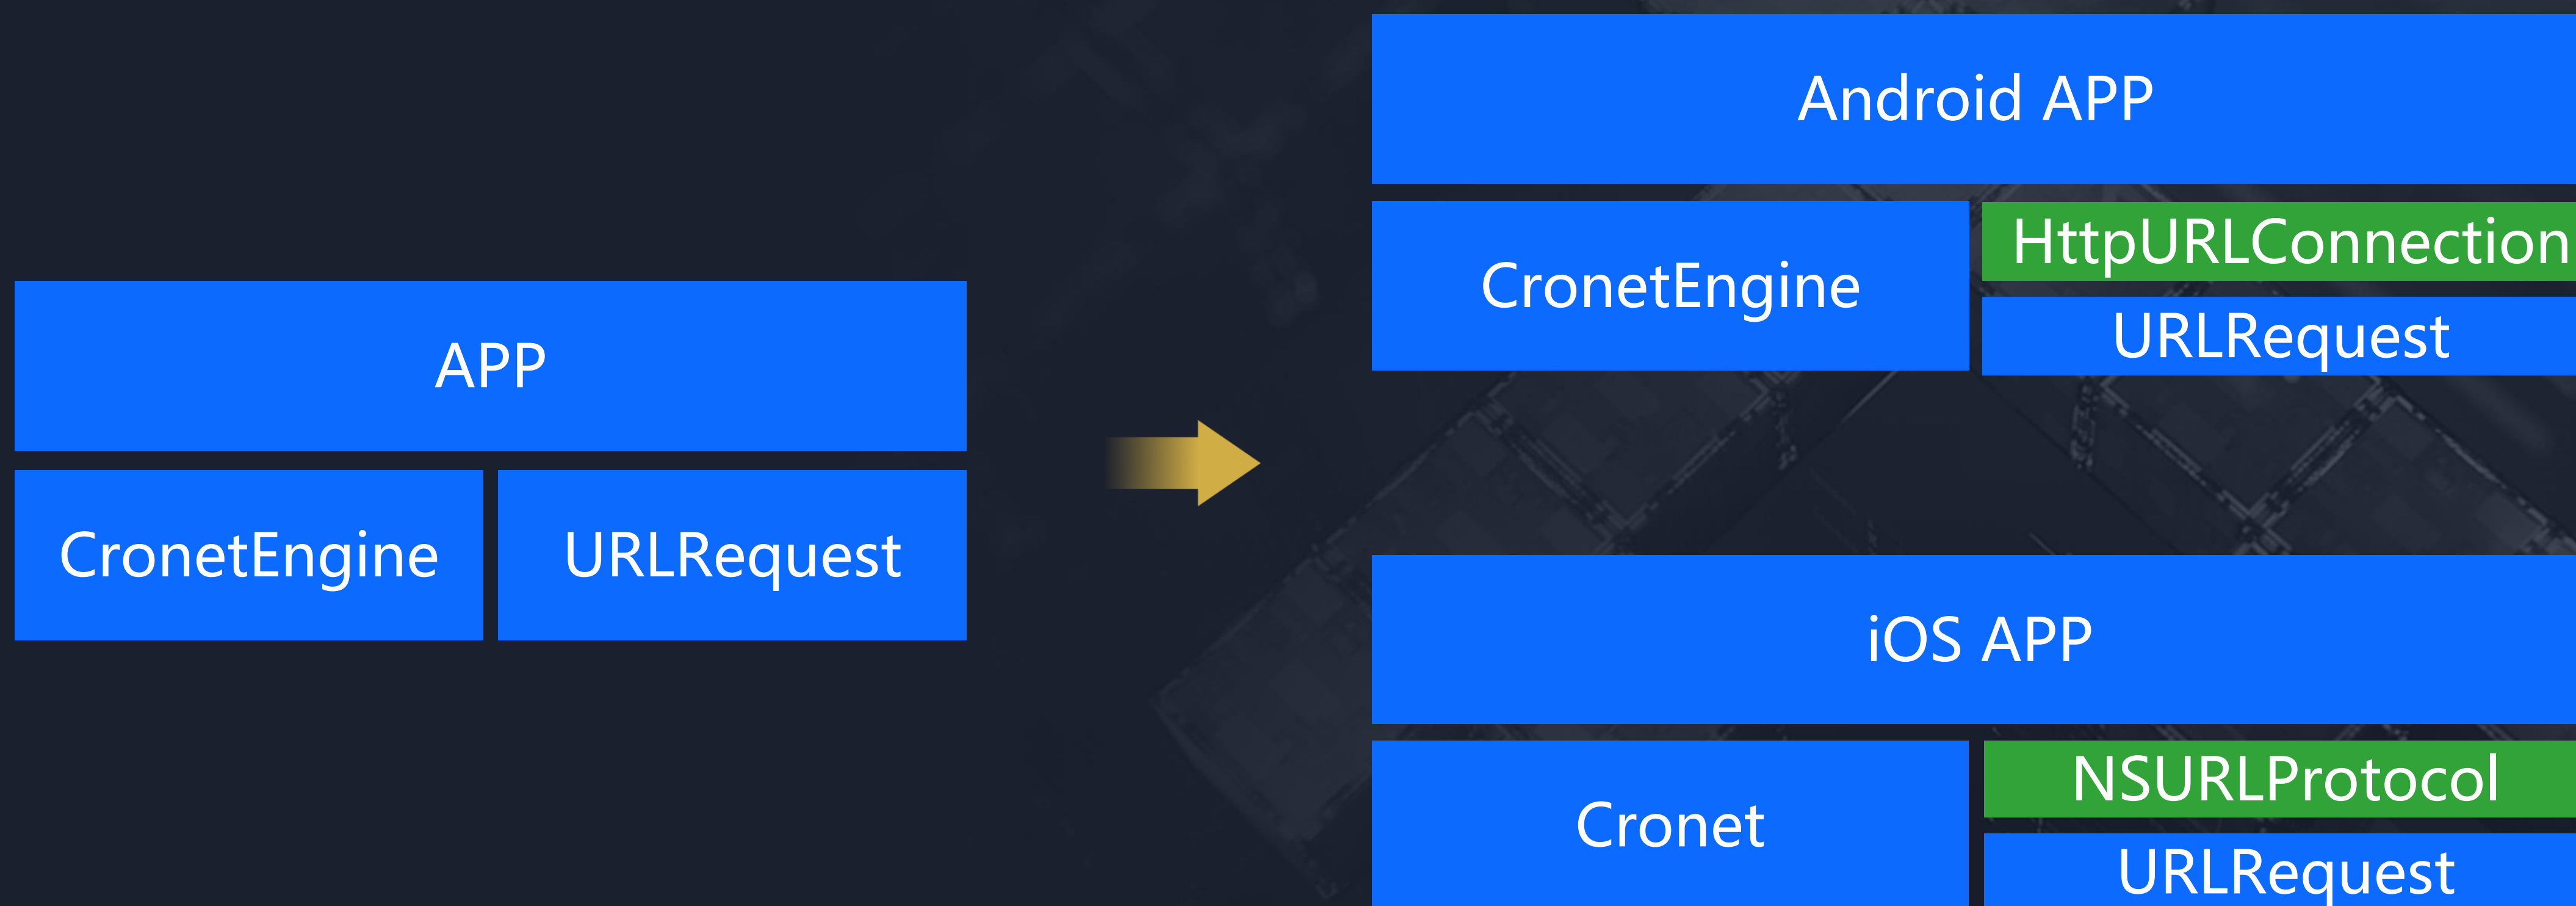 APP
CronetEngine
URLRequest
Android APP
CronetEngine
HttpURLConnection
URLRequest
iOS APP
Cronet
NSURLProtocol
URLRequest